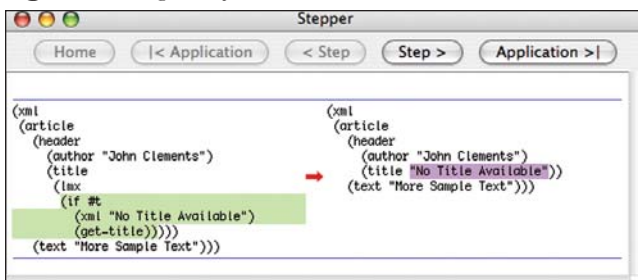 Stepper
Home |< Application < Step Step > Application >|
(xml
(article
(header
(author "John Clements")
(title
(lmx
(if #t
(xml "No Title Available")
(get-title)))))
(text "More Sample Text")))
(xml
(article
(header
(author "John Clements")
(title "No Title Available"))
(text "More Sample Text")))